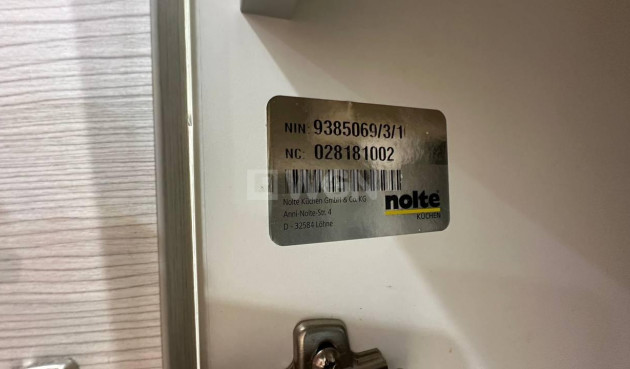 NIN: 9385069/3/1
NC: 028181002
Nolte Küchen GmbH & Co. KG
Anni-Nolte-Str. 4
D - 32584 Löhne
nolte
KÜCHEN